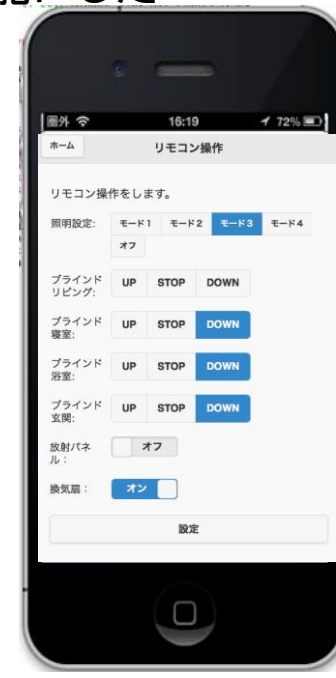 圏外 16:19 72%
ホーム リモコン操作
リモコン操作をします。
照明設定: モード1 モード2 モード3 モード4
オフ
ブラインド
リビング: UP STOP DOWN
ブラインド
寝室: UP STOP DOWN
ブラインド
浴室: UP STOP DOWN
ブラインド
玄関: UP STOP DOWN
放射パネ
ル: オフ
換気扇: オン
設定